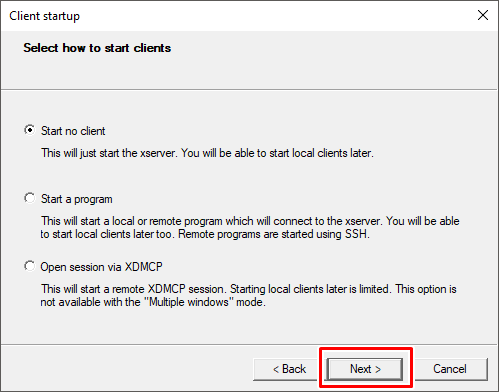 Client startup
Select how to start clients
Start no client
This will just start the xserver. You will be able to start local clients later.
Start a program
This will start a local or remote program which will connect to the xserver. You will be able
to start local clients later too. Remote programs are started using SSH.
Open session via XDMCP
This will start a remote XDMCP session. Starting local clients later is limited. This option is
not available with the "Multiple windows" mode.
< Back Next > Cancel